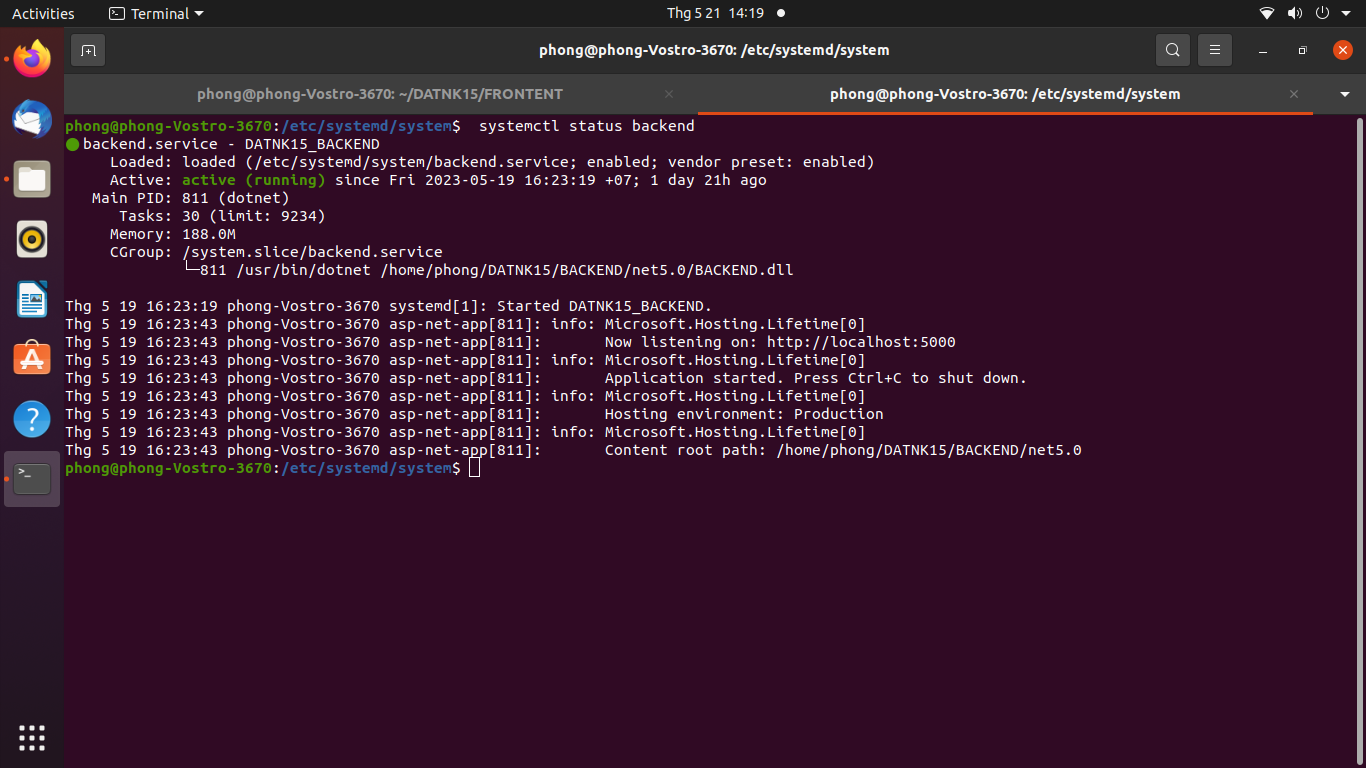 Activities Terminal Thg 5 21 14:19
phong@phong-Vostro-3670: /etc/systemd/system
phong@phong-Vostro-3670: ~/DATNK15/FRONTENT phong@phong-Vostro-3670: /etc/systemd/system
phong@phong-Vostro-3670:/etc/systemd/system$  systemctl status backend
● backend.service - DATNK15_BACKEND
     Loaded: loaded (/etc/systemd/system/backend.service; enabled; vendor preset: enabled)
     Active: active (running) since Fri 2023-05-19 16:23:19 +07; 1 day 21h ago
   Main PID: 811 (dotnet)
      Tasks: 30 (limit: 9234)
     Memory: 188.0M
     CGroup: /system.slice/backend.service
             └─811 /usr/bin/dotnet /home/phong/DATNK15/BACKEND/net5.0/BACKEND.dll
Thg 5 19 16:23:19 phong-Vostro-3670 systemd[1]: Started DATNK15_BACKEND.
Thg 5 19 16:23:43 phong-Vostro-3670 asp-net-app[811]: info: Microsoft.Hosting.Lifetime[0]
Thg 5 19 16:23:43 phong-Vostro-3670 asp-net-app[811]:       Now listening on: http://localhost:5000
Thg 5 19 16:23:43 phong-Vostro-3670 asp-net-app[811]: info: Microsoft.Hosting.Lifetime[0]
Thg 5 19 16:23:43 phong-Vostro-3670 asp-net-app[811]:       Application started. Press Ctrl+C to shut down.
Thg 5 19 16:23:43 phong-Vostro-3670 asp-net-app[811]: info: Microsoft.Hosting.Lifetime[0]
Thg 5 19 16:23:43 phong-Vostro-3670 asp-net-app[811]:       Hosting environment: Production
Thg 5 19 16:23:43 phong-Vostro-3670 asp-net-app[811]: info: Microsoft.Hosting.Lifetime[0]
Thg 5 19 16:23:43 phong-Vostro-3670 asp-net-app[811]:       Content root path: /home/phong/DATNK15/BACKEND/net5.0
phong@phong-Vostro-3670:/etc/systemd/system$